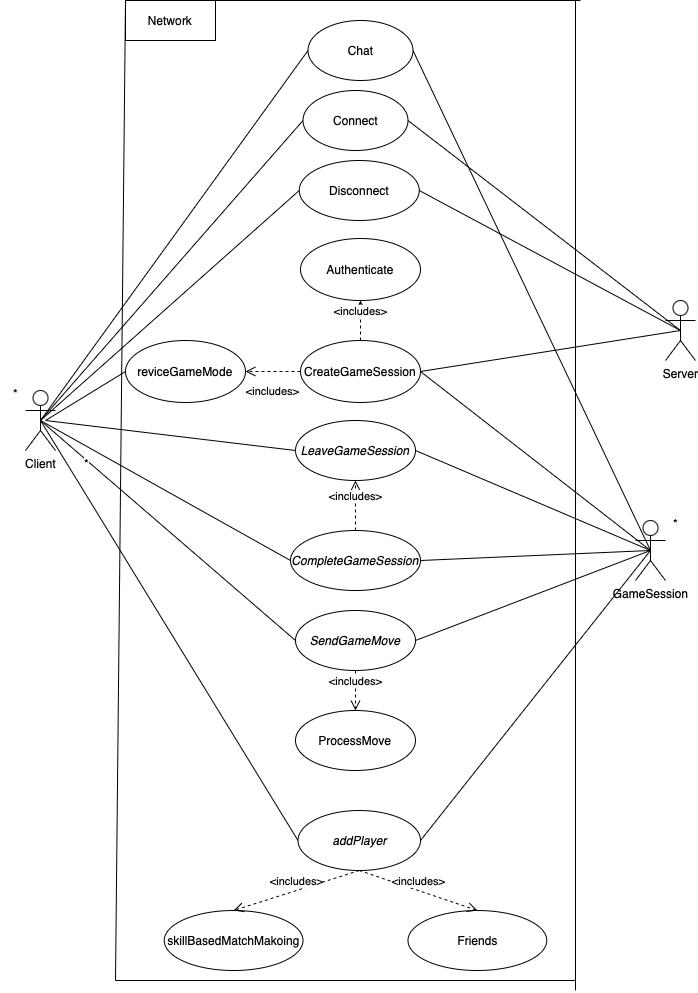 Network
Chat
Connect
Disconnect
Authenticate
<includes>
reviceGameMode
CreateGameSession
<includes>
Server
*
Client
*
LeaveGameSession
<includes>
*
CompleteGameSession
GameSession
SendGameMove
<includes>
ProcessMove
addPlayer
<includes>
<includes>
skillBasedMatchMakoing
Friends